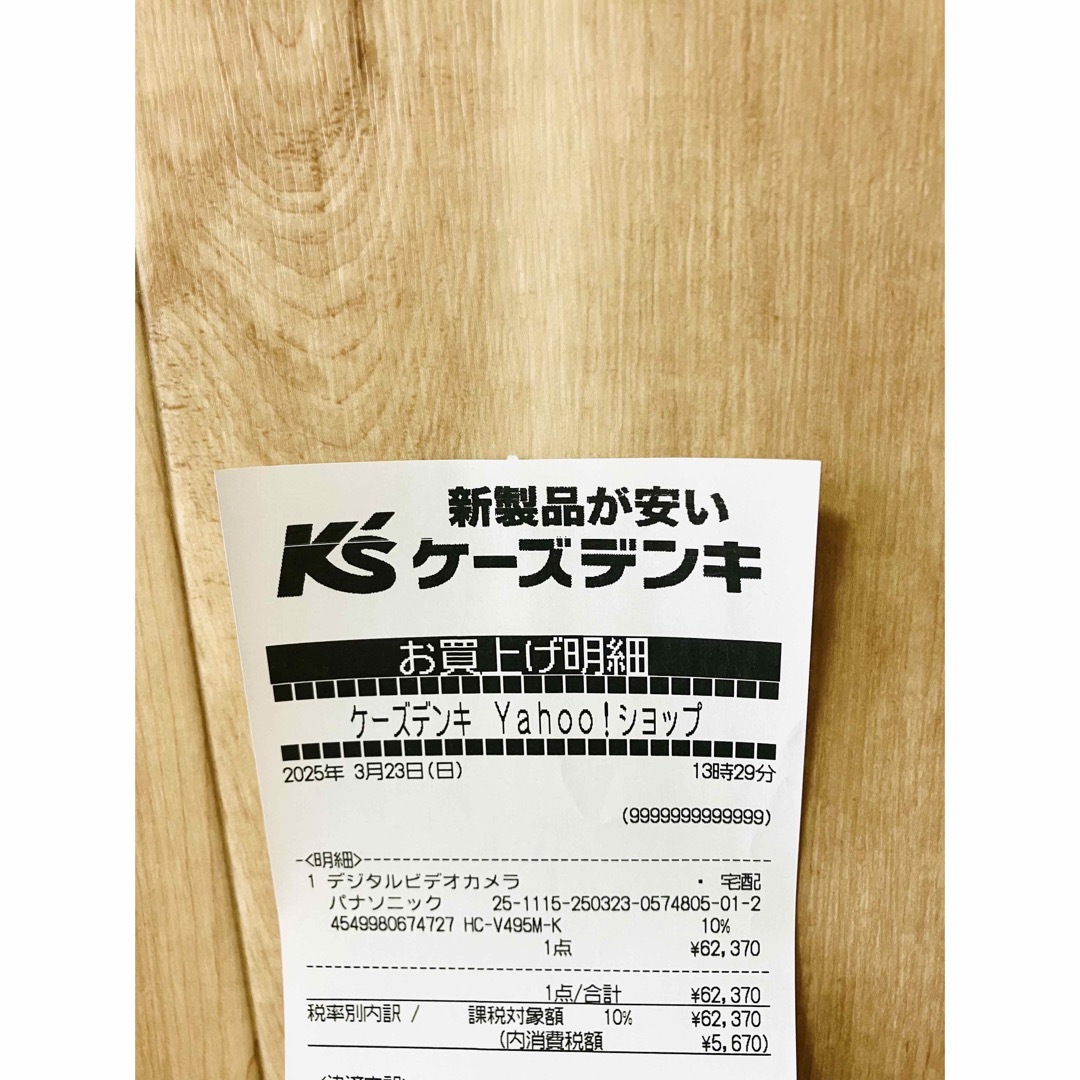 新製品が安い
K's ケーズデンキ
お買上げ明細
ケーズデンキ Yahoo!ショップ
2025年 3月23日(日) 13時29分
(9999999999999)
<明細>
1 デジタルビデオカメラ ・ 宅配
パナソニック 25-1115-250323-0574805-01-2
4549980674727 HC-V495M-K 10%
1点 ¥62,370
1点/合計 ¥62,370
税率別内訳 / 課税対象額 10% ¥62,370
(内消費税額 ¥5,670)